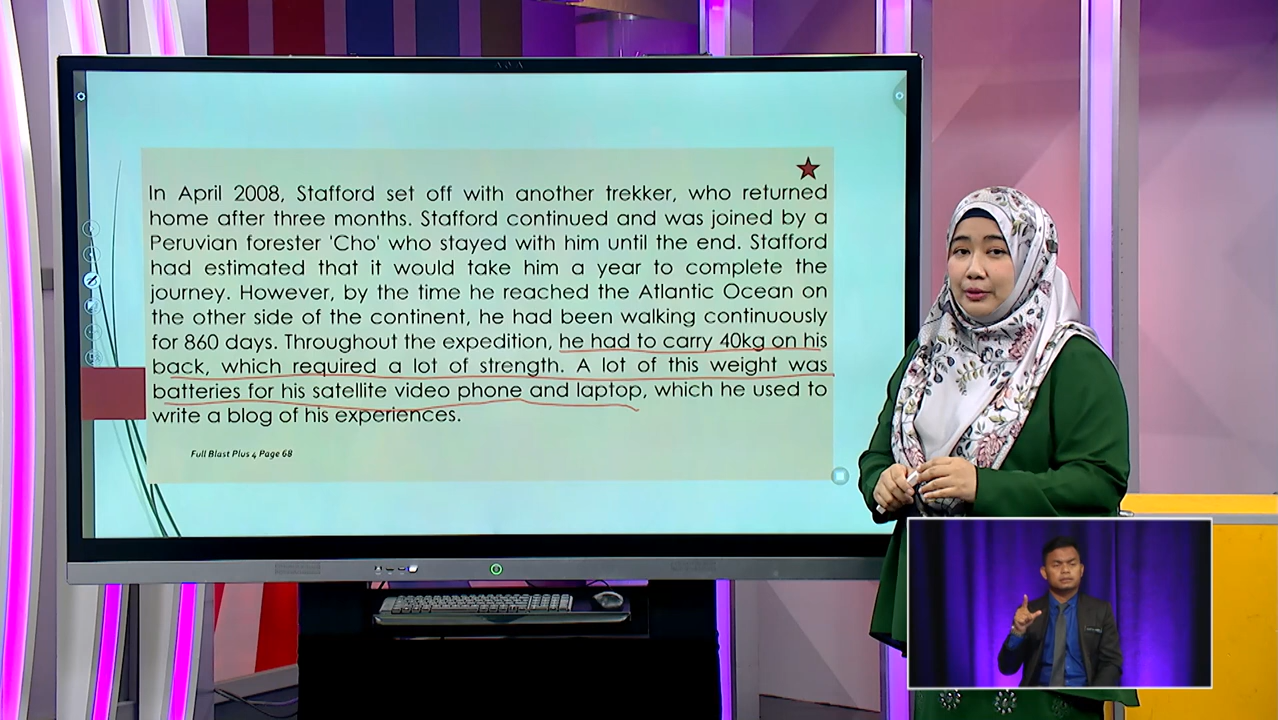 In April 2008, Stafford set off with another trekker, who returned
home after three months. Stafford continued and was joined by a
Peruvian forester 'Cho' who stayed with him until the end. Stafford
had estimated that it would take him a year to complete the
journey. However, by the time he reached the Atlantic Ocean on
the other side of the continent, he had been walking continuously
for 860 days. Throughout the expedition, he had to carry 40kg on his
back, which required a lot of strength. A lot of this weight was
batteries for his satellite video phone and laptop, which he used to
write a blog of his experiences.
Full Blast Plus 4 Page 68